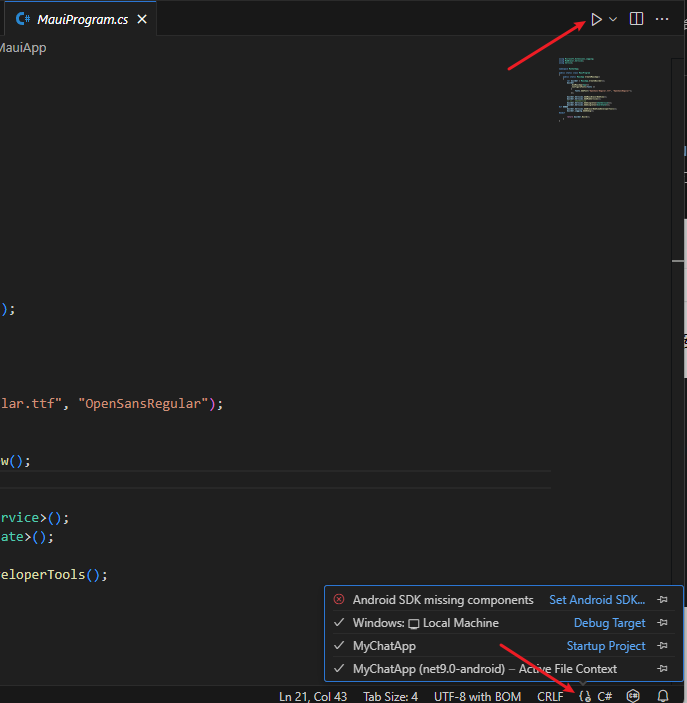 C# MauiProgram.cs
MauiApp
);
lar.ttf", "OpenSansRegular");
w();
rvice>();
ate>();
eloperTools();
Android SDK missing components Set Android SDK...
Windows: Local Machine Debug Target
MyChatApp Startup Project
MyChatApp (net9.0-android) – Active File Context
Ln 21, Col 43 Tab Size: 4 UTF-8 with BOM CRLF {} C#